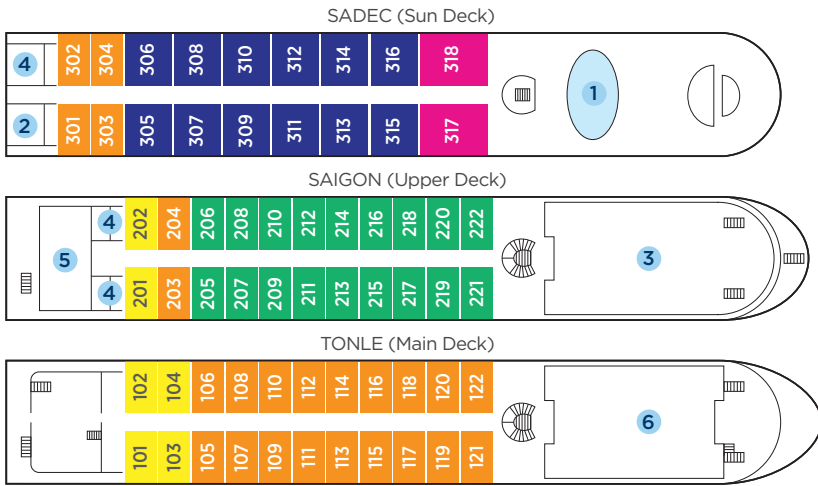 SADEC (Sun Deck)
4 302 304 306 308 310 312 314 316 318
1
2 301 303 305 307 309 311 313 315 317
SAIGON (Upper Deck)
4 202 204 206 208 210 212 214 216 218 220 222
5 3
4 201 203 205 207 209 211 213 215 217 219 221
TONLE (Main Deck)
102 104 106 108 110 112 114 116 118 120 122
6
101 103 105 107 109 111 113 115 117 119 121